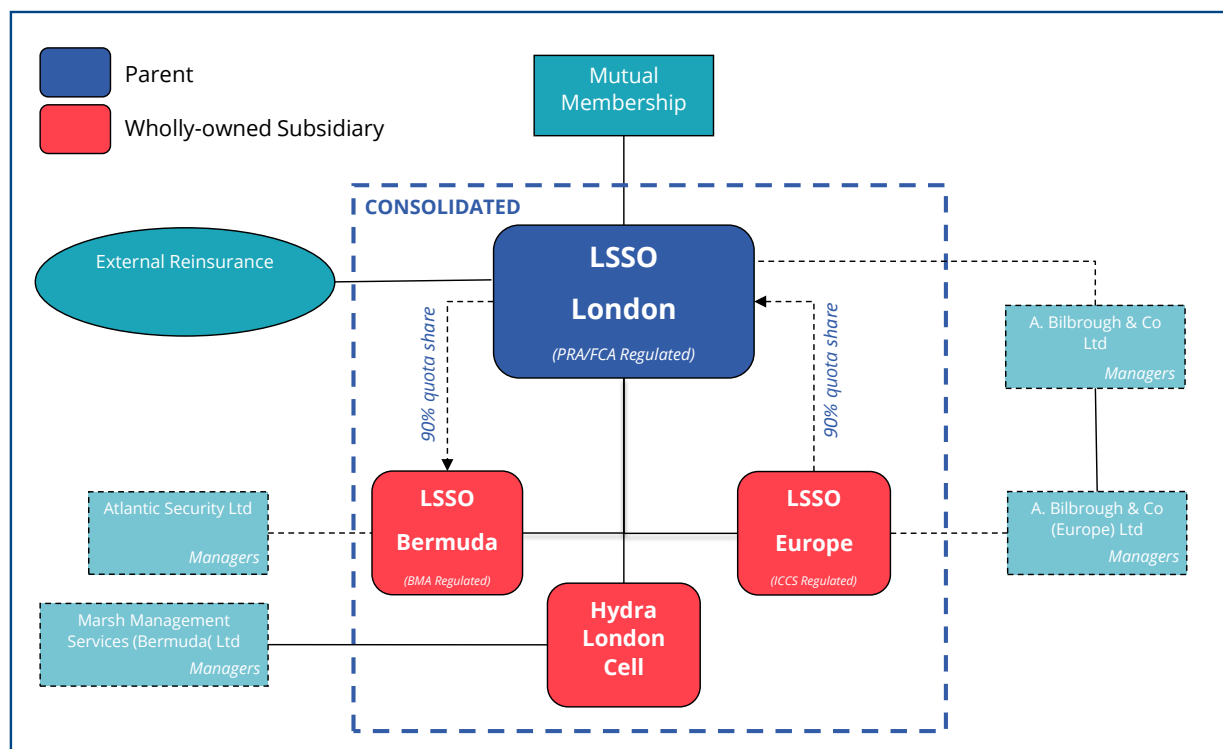 Parent
Wholly-owned Subsidiary
Mutual
Membership
CONSOLIDATED
External Reinsurance
LSSO
London
(PRA/FCA Regulated)
90% quota share
90% quota share
A. Bilbrough & Co
Ltd
Managers
Atlantic Security Ltd
Managers
LSSO
Bermuda
(BMA Regulated)
LSSO
Europe
(ICCS Regulated)
A. Bilbrough & Co
(Europe) Ltd
Managers
Marsh Management
Services (Bermuda( Ltd
Managers
Hydra
London
Cell